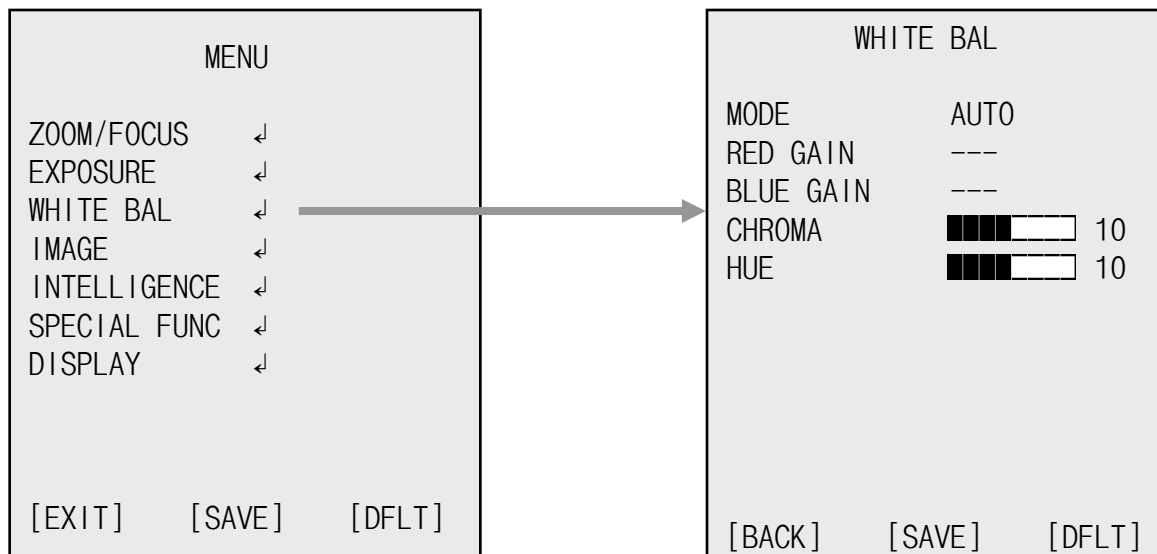 MENU
ZOOM/FOCUS ↲
EXPOSURE ↲
WHITE BAL ↲
IMAGE ↲
INTELLIGENCE ↲
SPECIAL FUNC ↲
DISPLAY ↲
[EXIT] [SAVE] [DFLT]
WHITE BAL
MODE AUTO
RED GAIN ---
BLUE GAIN ---
CHROMA 10
HUE 10
[BACK] [SAVE] [DFLT]